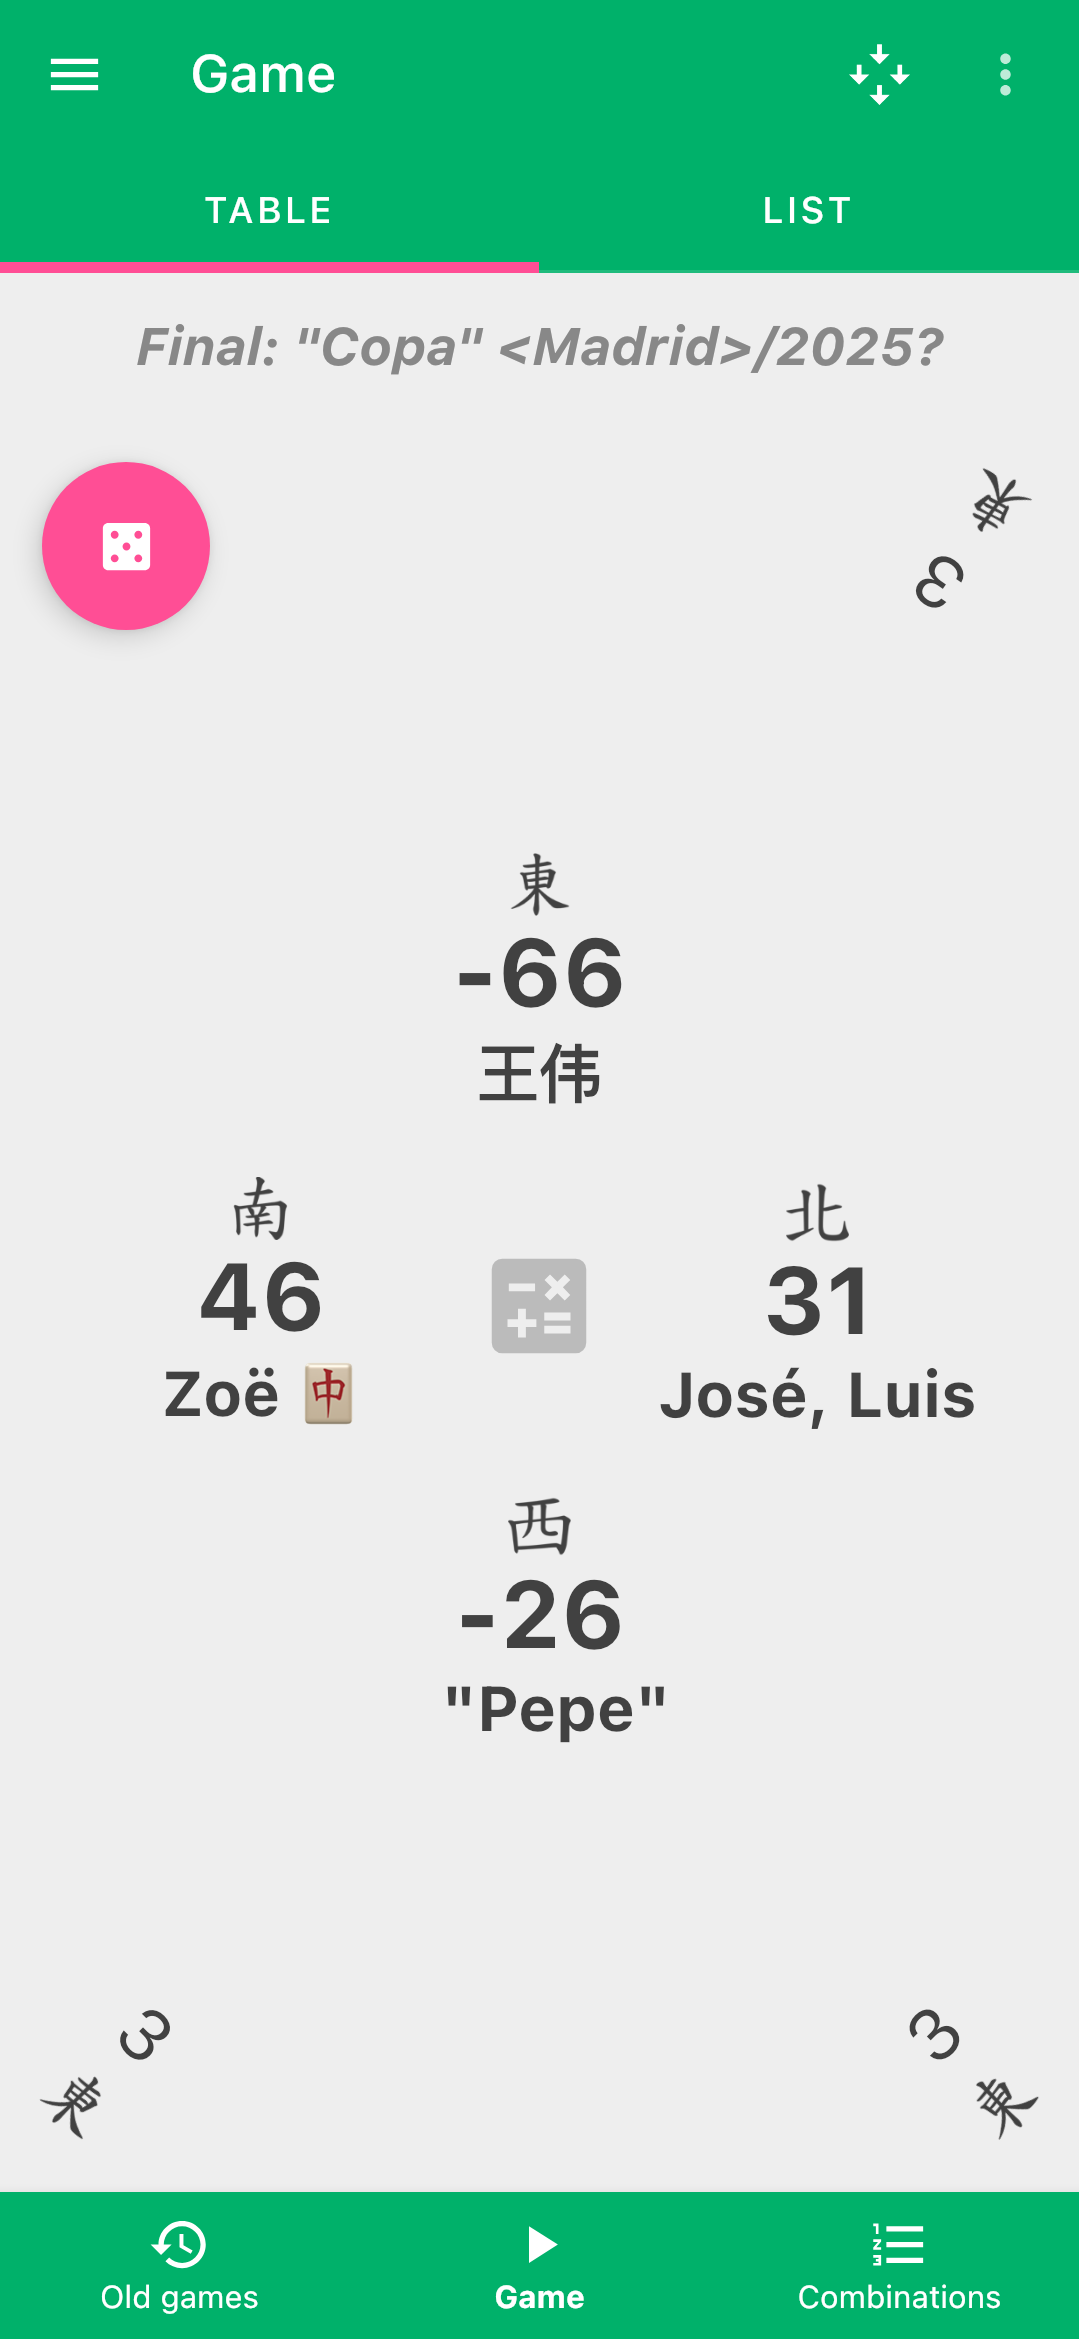 Game
TABLE
LIST
Final: "Copa" <Madrid>/2025?
東
3
東
-66
王伟
南
46
Zoë 🀄
北
31
José, Luis
西
-26
"Pepe"
3
東
3
東
Old games
Game
Combinations